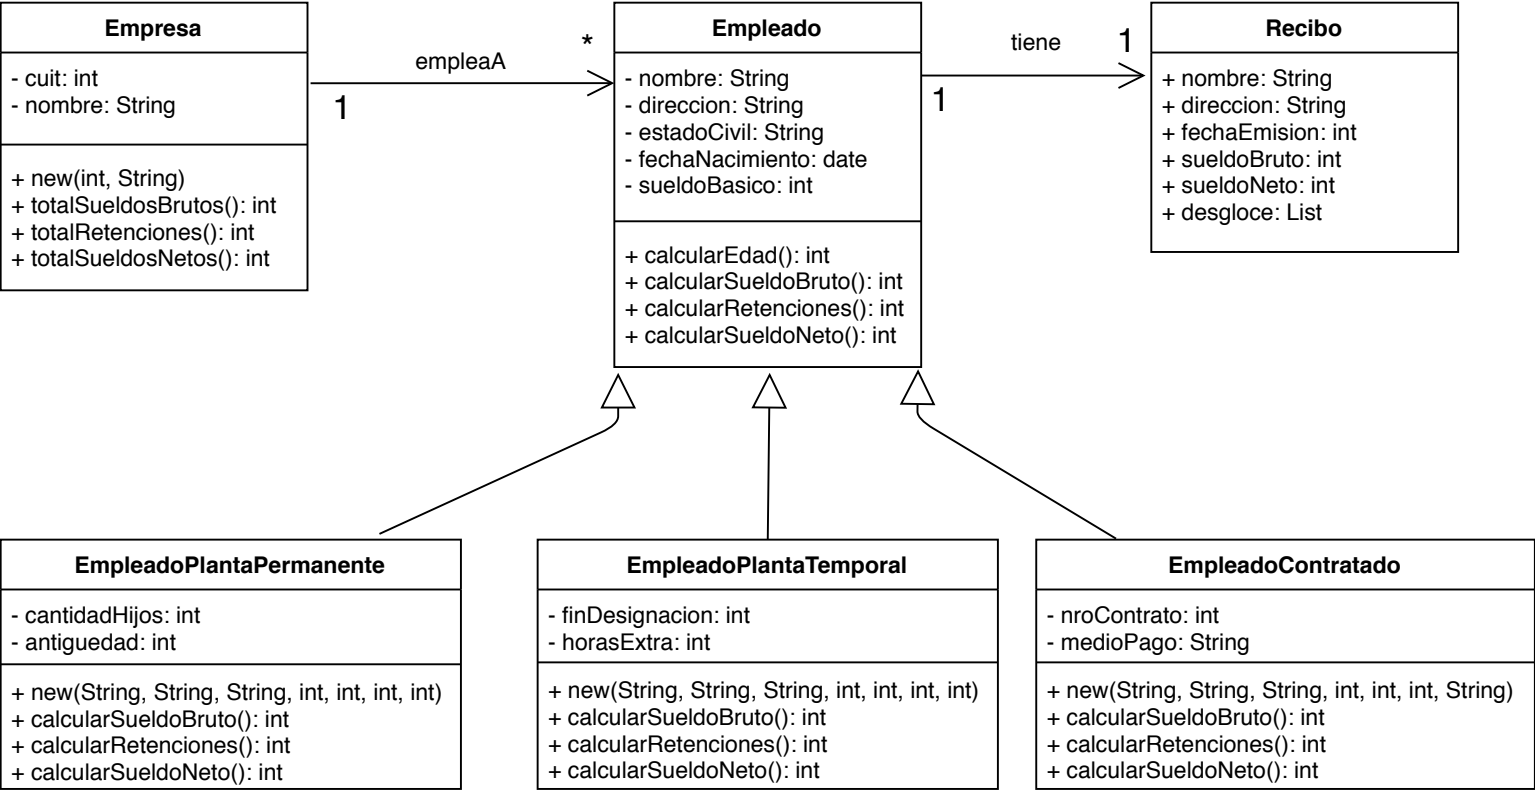 Empresa
- cuit: int
- nombre: String
+ new(int, String)
+ totalSueldosBrutos(): int
+ totalRetenciones(): int
+ totalSueldosNetos(): int
empleaA
1
*
Empleado
- nombre: String
- direccion: String
- estadoCivil: String
- fechaNacimiento: date
- sueldoBasico: int
+ calcularEdad(): int
+ calcularSueldoBruto(): int
+ calcularRetenciones(): int
+ calcularSueldoNeto(): int
tiene
1
1
Recibo
+ nombre: String
+ direccion: String
+ fechaEmision: int
+ sueldoBruto: int
+ sueldoNeto: int
+ desgloce: List
EmpleadoPlantaPermanente
- cantidadHijos: int
- antiguedad: int
+ new(String, String, String, int, int, int, int)
+ calcularSueldoBruto(): int
+ calcularRetenciones(): int
+ calcularSueldoNeto(): int
EmpleadoPlantaTemporal
- finDesignacion: int
- horasExtra: int
+ new(String, String, String, int, int, int, int)
+ calcularSueldoBruto(): int
+ calcularRetenciones(): int
+ calcularSueldoNeto(): int
EmpleadoContratado
- nroContrato: int
- medioPago: String
+ new(String, String, String, int, int, int, String)
+ calcularSueldoBruto(): int
+ calcularRetenciones(): int
+ calcularSueldoNeto(): int